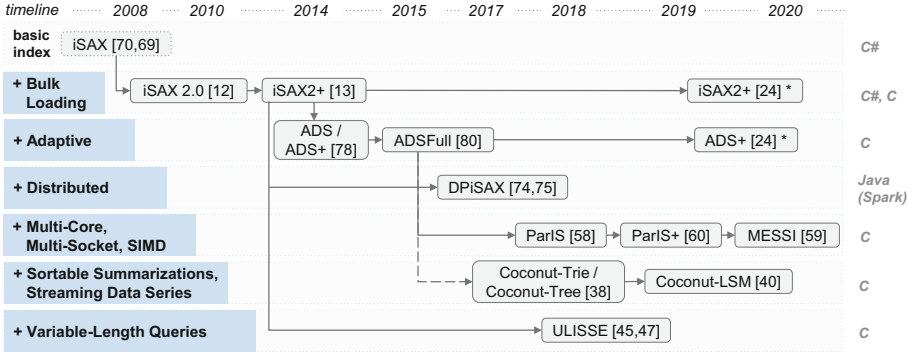 timeline 2008 2010 2014 2015 2017 2018 2019 2020
basic
index
iSAX [70,69]
C#
+ Bulk
Loading
iSAX 2.0 [12]
iSAX2+ [13]
iSAX2+ [24] *
C#, C
+ Adaptive
ADS /
ADS+ [78]
ADSFull [80]
ADS+ [24] *
C
+ Distributed
DPiSAX [74,75]
Java
(Spark)
+ Multi-Core,
Multi-Socket, SIMD
ParIS [58]
ParIS+ [60]
MESSI [59]
C
+ Sortable Summarizations,
Streaming Data Series
Coconut-Trie /
Coconut-Tree [38]
Coconut-LSM [40]
C
+ Variable-Length Queries
ULISSE [45,47]
C